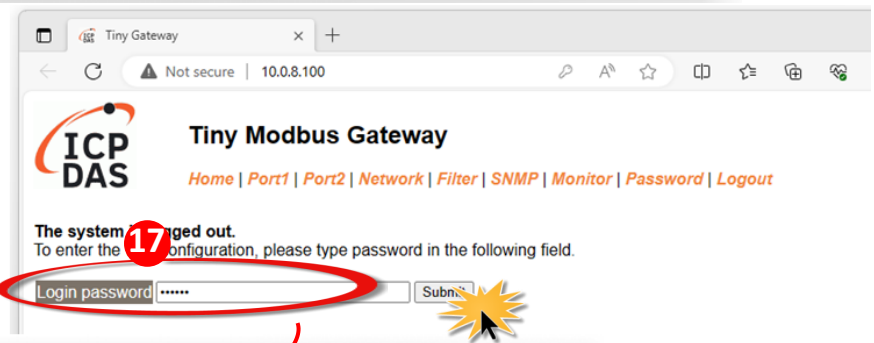 Tiny Gateway
Not secure | 10.0.8.100
ICP
DAS
Tiny Modbus Gateway
Home | Port1 | Port2 | Network | Filter | SNMP | Monitor | Password | Logout
The system gged out.
17
To enter the onfiguration, please type password in the following field.
Login password •••••• Submit